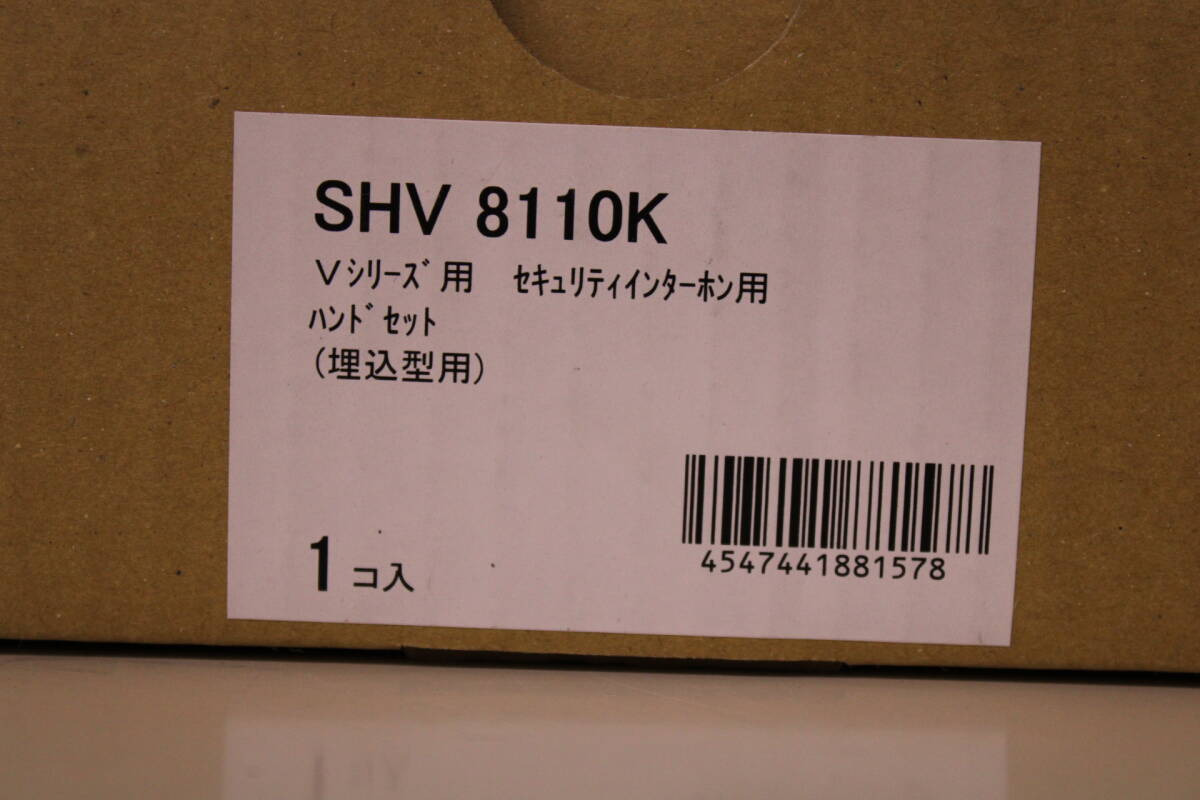 SHV 8110K
Vｼﾘｰｽﾞ用　ｾｷｭﾘﾃｨｲﾝﾀｰﾎﾝ用
ﾊﾝﾄﾞｾｯﾄ
(埋込型用)
1 コ入
4547441881578